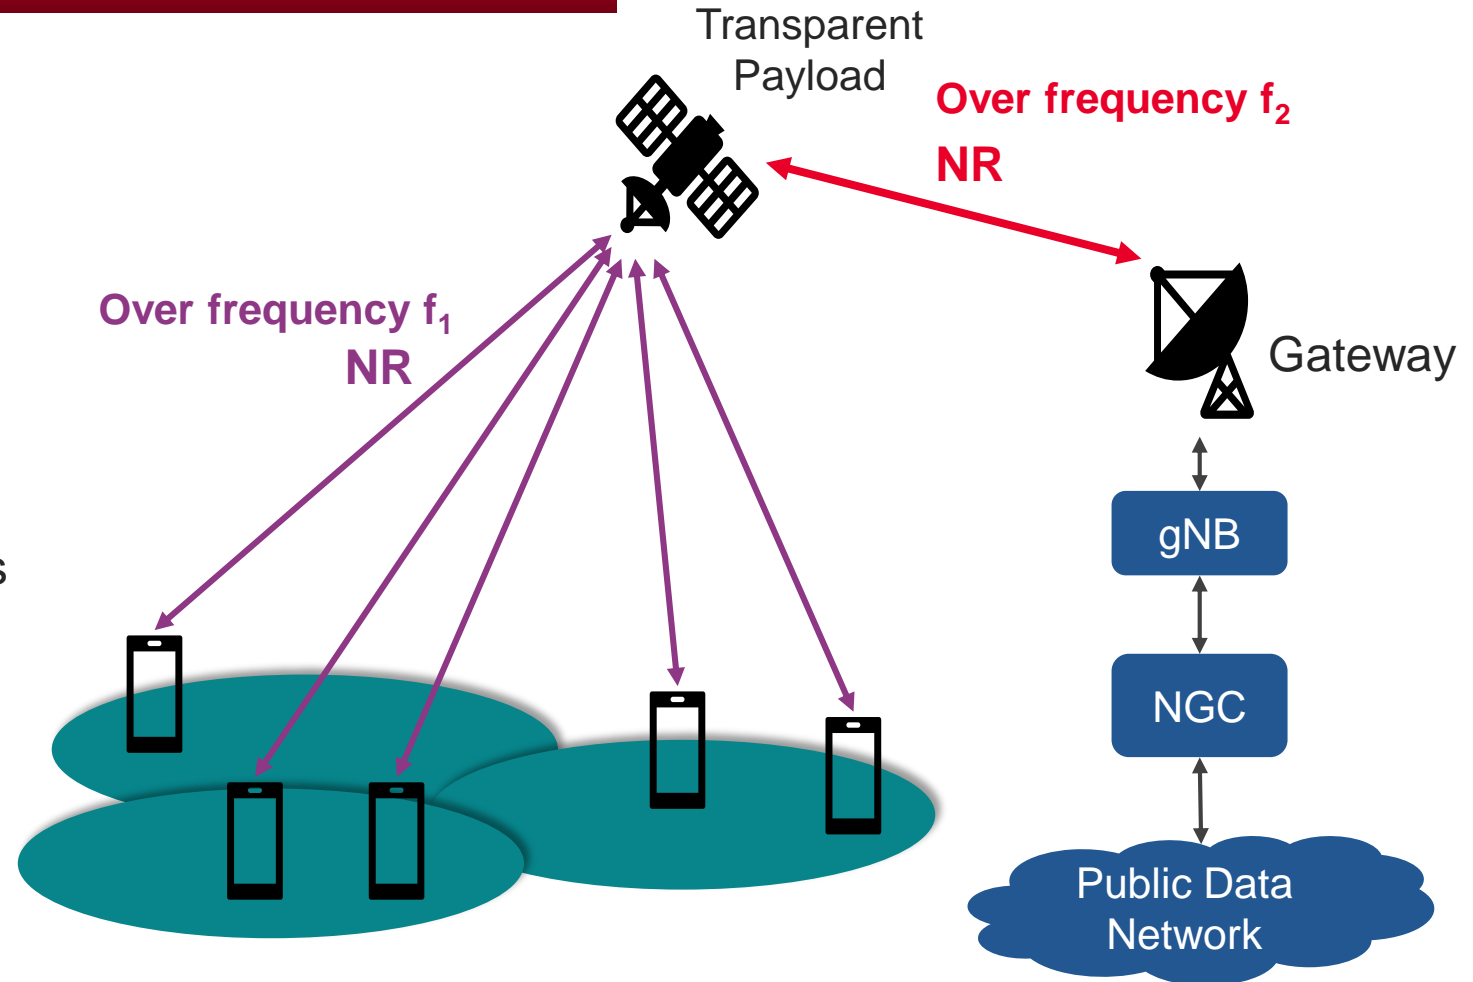 Transparent
Payload
Over frequency f₂
NR
Over frequency f₁
NR
Gateway
gNB
s
NGC
Public Data
Network